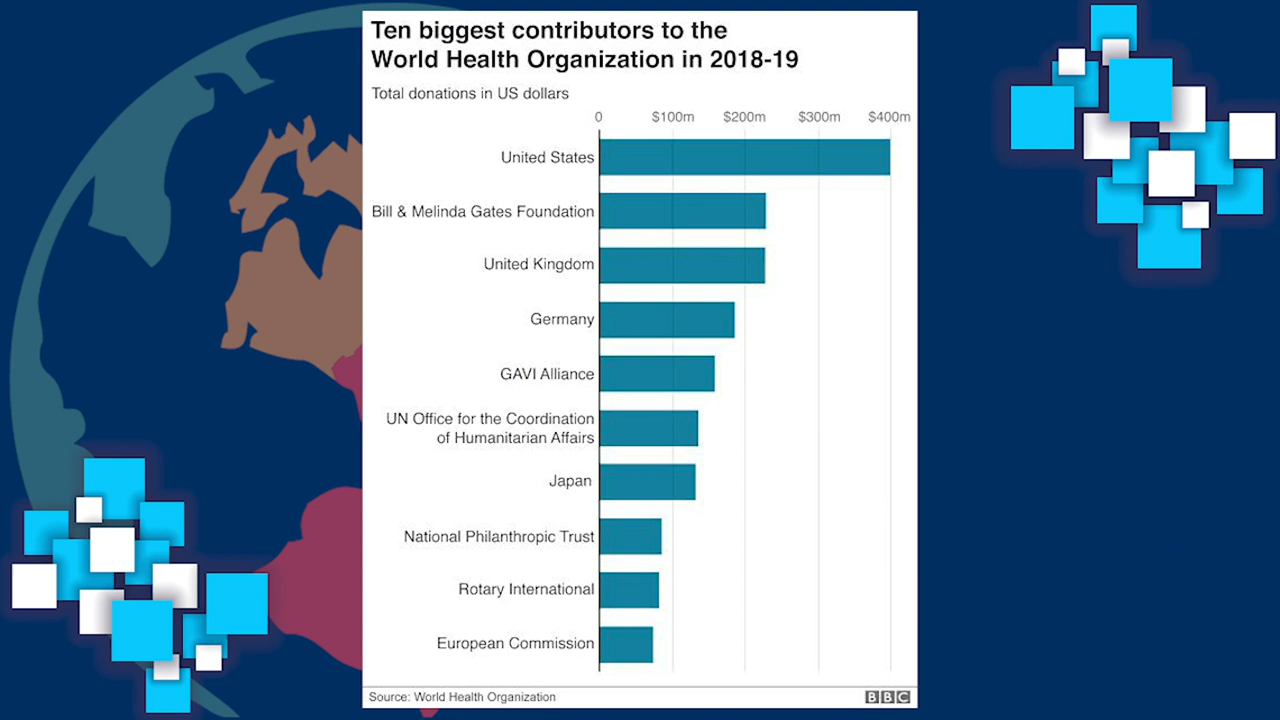 Ten biggest contributors to the
World Health Organization in 2018-19
Total donations in US dollars
0 $100m $200m $300m $400m
United States
Bill & Melinda Gates Foundation
United Kingdom
Germany
GAVI Alliance
UN Office for the Coordination
of Humanitarian Affairs
Japan
National Philanthropic Trust
Rotary International
European Commission
Source: World Health Organization
BBC